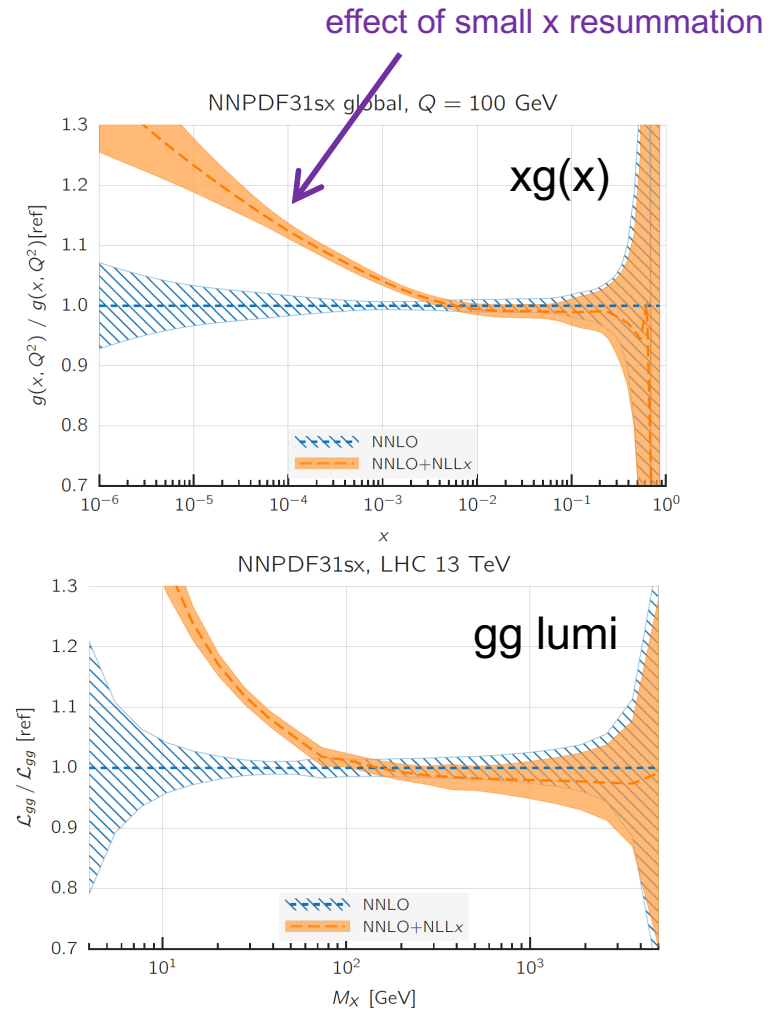 effect of small x resummation
NNPDF31sx global, Q = 100 GeV
xg(x)
g(x, Q²) / g(x, Q²)[ref]
1.3
1.2
1.1
1.0
0.9
0.8
0.7
NNLO
NNLO+NLLx
10⁻⁶ 10⁻⁵ 10⁻⁴ 10⁻³ 10⁻² 10⁻¹ 10⁰
x
NNPDF31sx, LHC 13 TeV
gg lumi
ℒgg / ℒgg [ref]
1.3
1.2
1.1
1.0
0.9
0.8
0.7
NNLO
NNLO+NLLx
10¹ 10² 10³
Mχ [GeV]